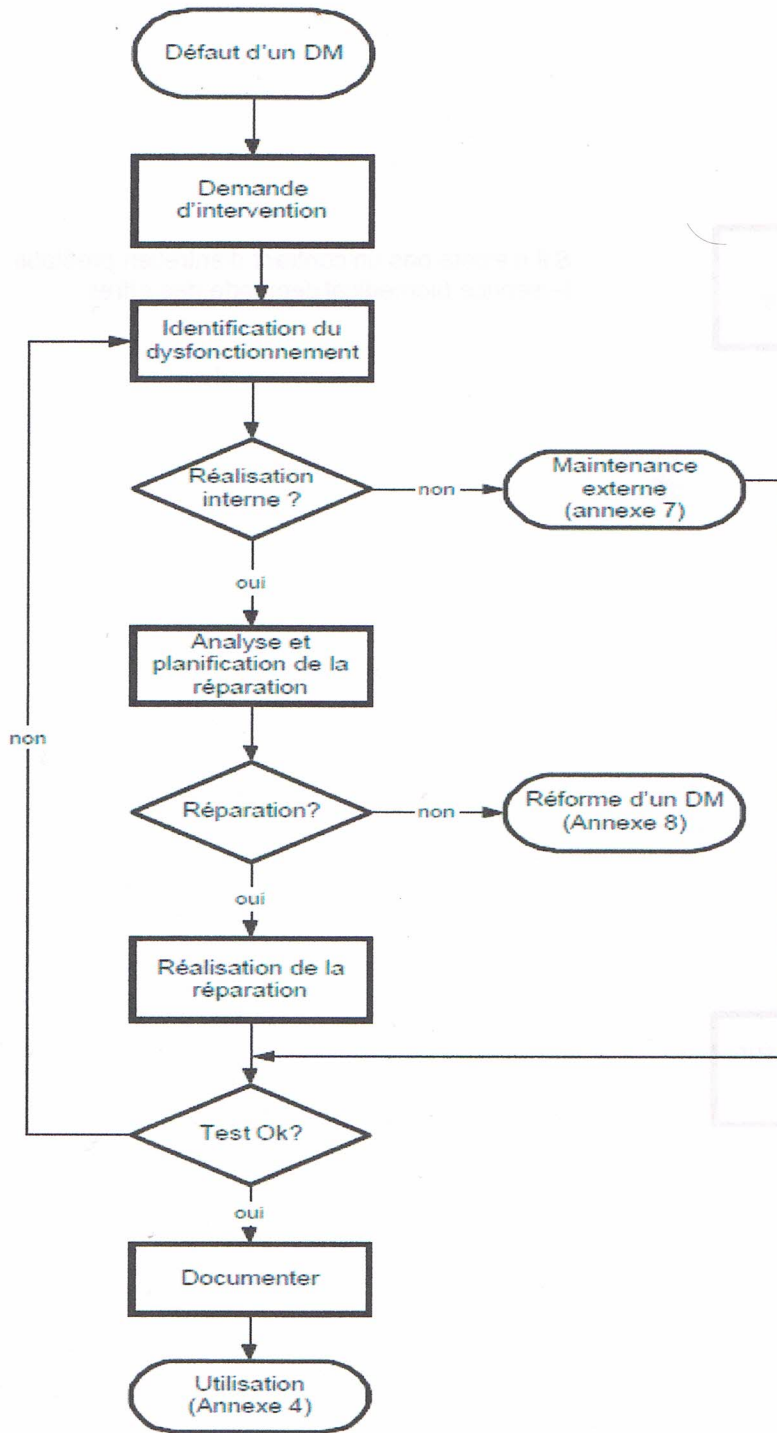 Défaut d'un DM
Demande
d'intervention
Identification du
dysfonctionnement
Réalisation
interne ?
non
Maintenance
externe
(annexe 7)
oui
Analyse et
planification de la
réparation
non
Réparation?
non
Réforme d'un DM
(Annexe 8)
oui
Réalisation de la
réparation
Test Ok?
oui
Documenter
Utilisation
(Annexe 4)